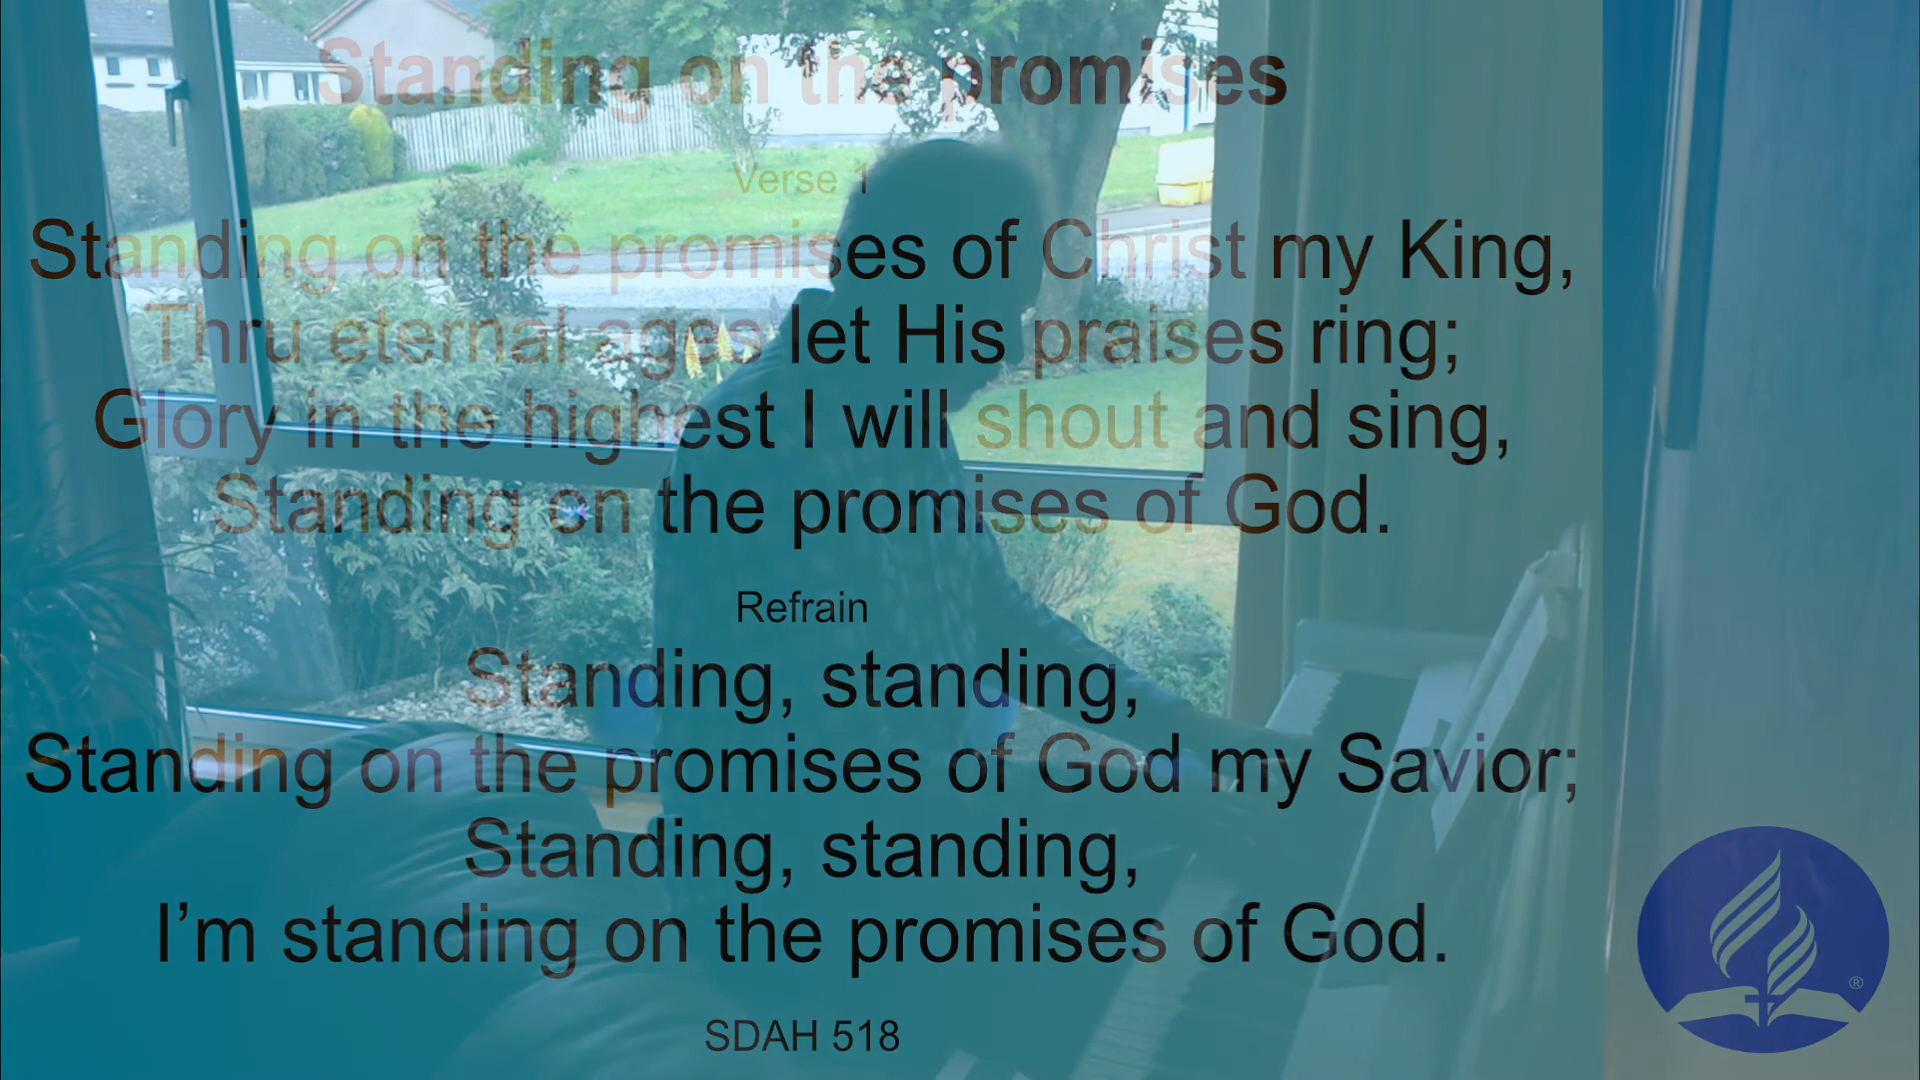 Standing on the promises
Verse 1
Standing on the promises of Christ my King,
Thru eternal ages let His praises ring;
Glory in the highest I will shout and sing,
Standing on the promises of God.
Refrain
Standing, standing,
Standing on the promises of God my Savior;
Standing, standing,
I’m standing on the promises of God.
SDAH 518
®